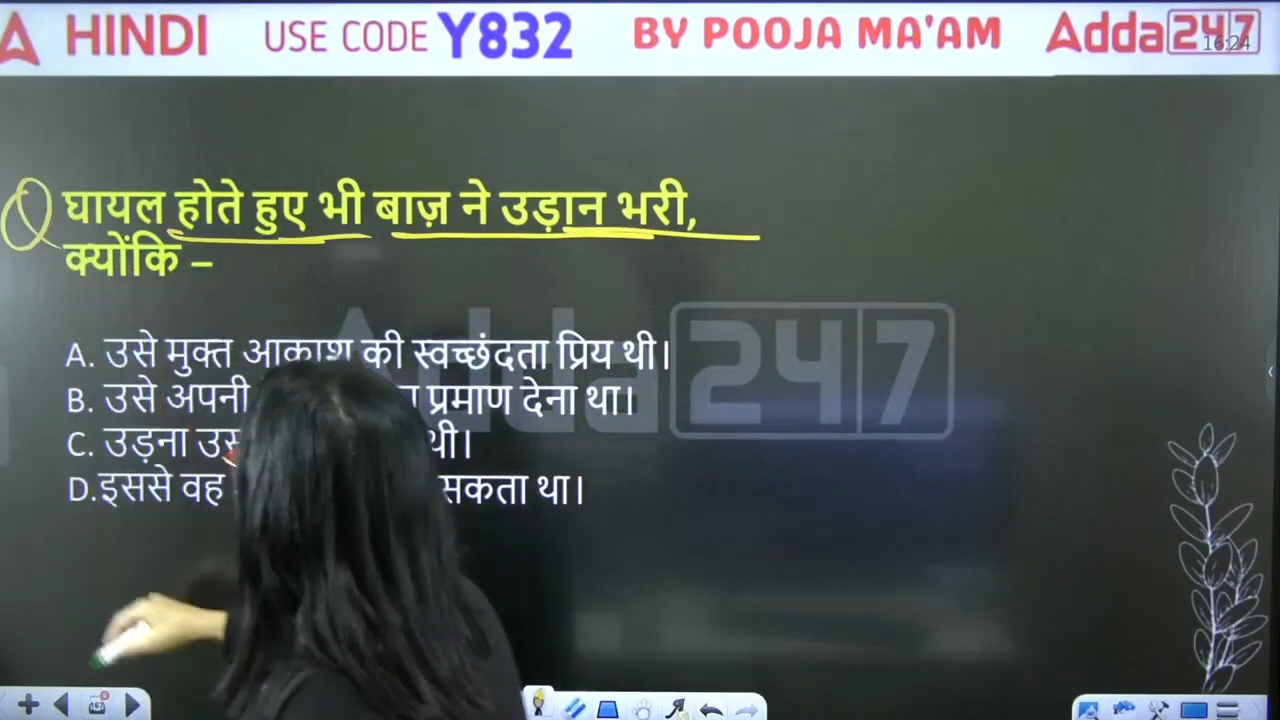 HINDI USE CODE Y832 BY POOJA MA'AM Adda247
16:24
Q घायल होते हुए भी बाज़ ने उड़ान भरी,
क्योंकि –
Adda247
A. उसे मुक्त आकाश की स्वच्छंदता प्रिय थी।
B. उसे अपनी प्रमाण देना था।
C. उड़ना थी।
D.इससे वह सकता था।
167